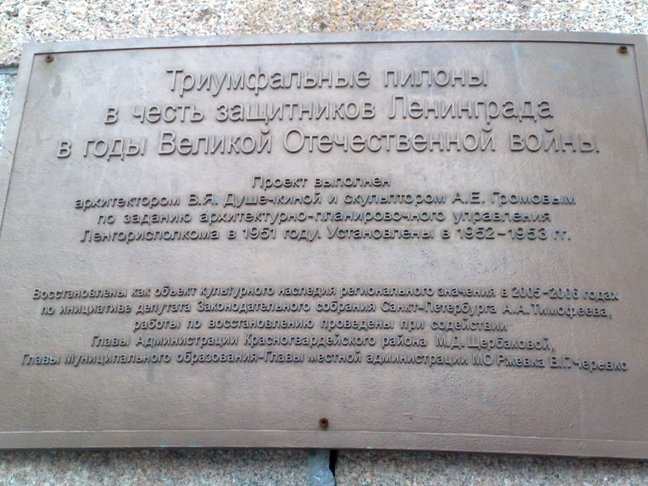 Триумфальные пилоны
в честь защитников Ленинграда
в годы Великой Отечественной войны
Проект выполнен
архитектором В.Я. Душечкиной и скульптором А.Е. Громовым
по заданию архитектурно-планировочного управления
Ленгорисполкома в 1951 году. Установлены в 1952-1953 гг.
Восстановлены как объект культурного наследия регионального значения в 2005-2006 годах
по инициативе депутата Законодательного собрания Санкт-Петербурга А.А.Тимофеева,
работы по восстановлению проведены при содействии
Главы Администрации Красногвардейского района М.Д. Щербаковой,
Главы Муниципального образования-Главы местной администрации МО Ржевка В.Г.Черевко